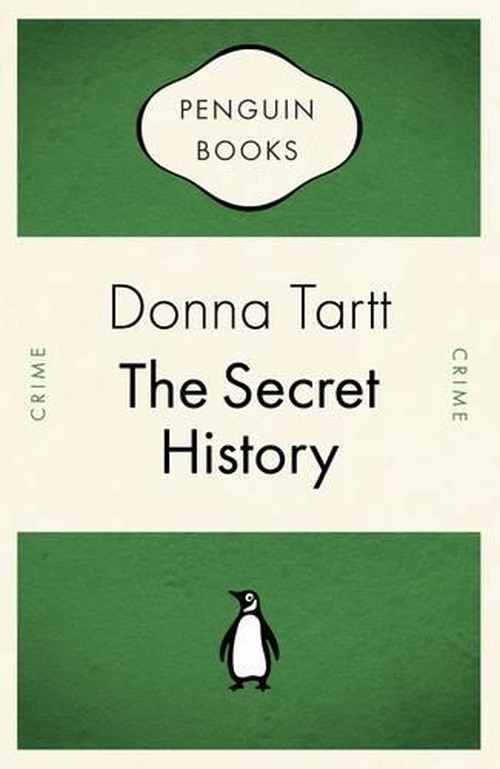 PENGUIN
BOOKS
Donna Tartt
The Secret
History
CRIME
CRIME